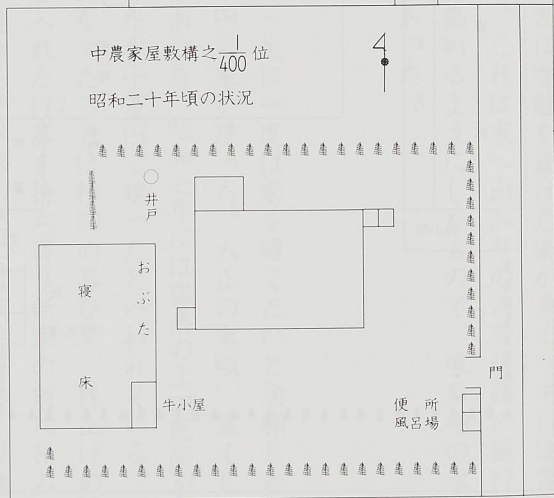 中農家屋敷構之1/400位
昭和二十年頃の状況
井戸
おぶた
寝床
牛小屋
門
便所
風呂場